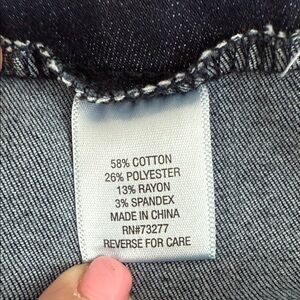 58% COTTON
26% POLYESTER
13% RAYON
3% SPANDEX
MADE IN CHINA
RN#73277
REVERSE FOR CARE